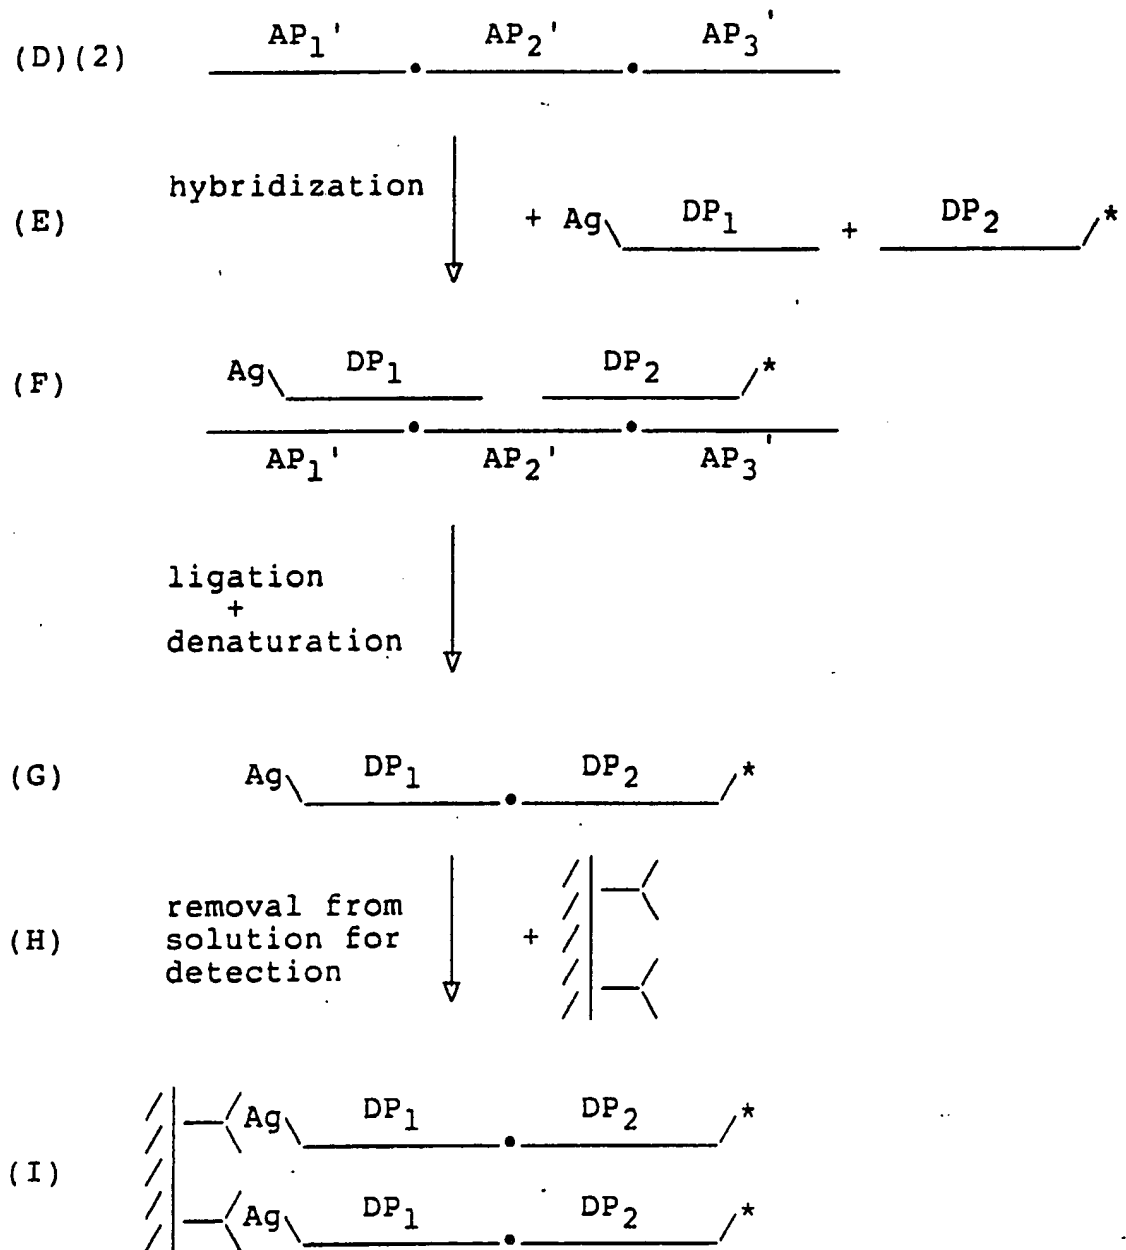 (D)(2) AP1' AP2' AP3'
hybridization
(E) + Ag DP1 + DP2 *
(F) Ag DP1 DP2 *
AP1' AP2' AP3'
ligation
+
denaturation
(G) Ag DP1 DP2 *
removal from
(H) solution for +
detection
Ag DP1 DP2 *
(I)
Ag DP1 DP2 *